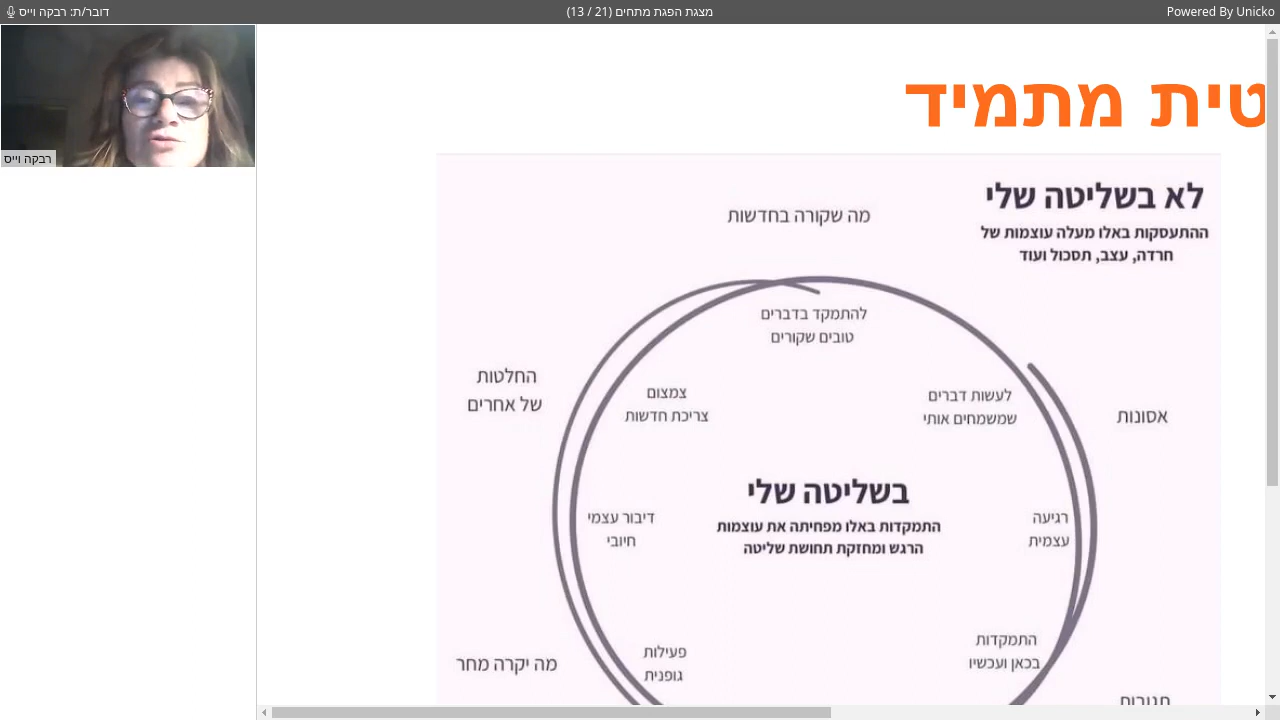 דובר/ת: רבקה וייס
מצגת הפגת מתחים (21 / 13)
Powered By Unicko
רבקה וייס
מתמיד
לא בשליטה שלי
ההתעסקות באלו מעלה עוצמות של
חרדה, עצב, תסכול ועוד
מה שקורה בחדשות
להתמקד בדברים
טובים שקורים
החלטות
של אחרים
צמצום
צריכת חדשות
לעשות דברים
שמשמחים אותי
אסונות
בשליטה שלי
התמקדות באלו מפחיתה את עוצמות
הרגש ומחזקת תחושת שליטה
דיבור עצמי
חיובי
רגיעה
עצמית
התמקדות
בכאן ועכשיו
פעילות
גופנית
מה יקרה מחר